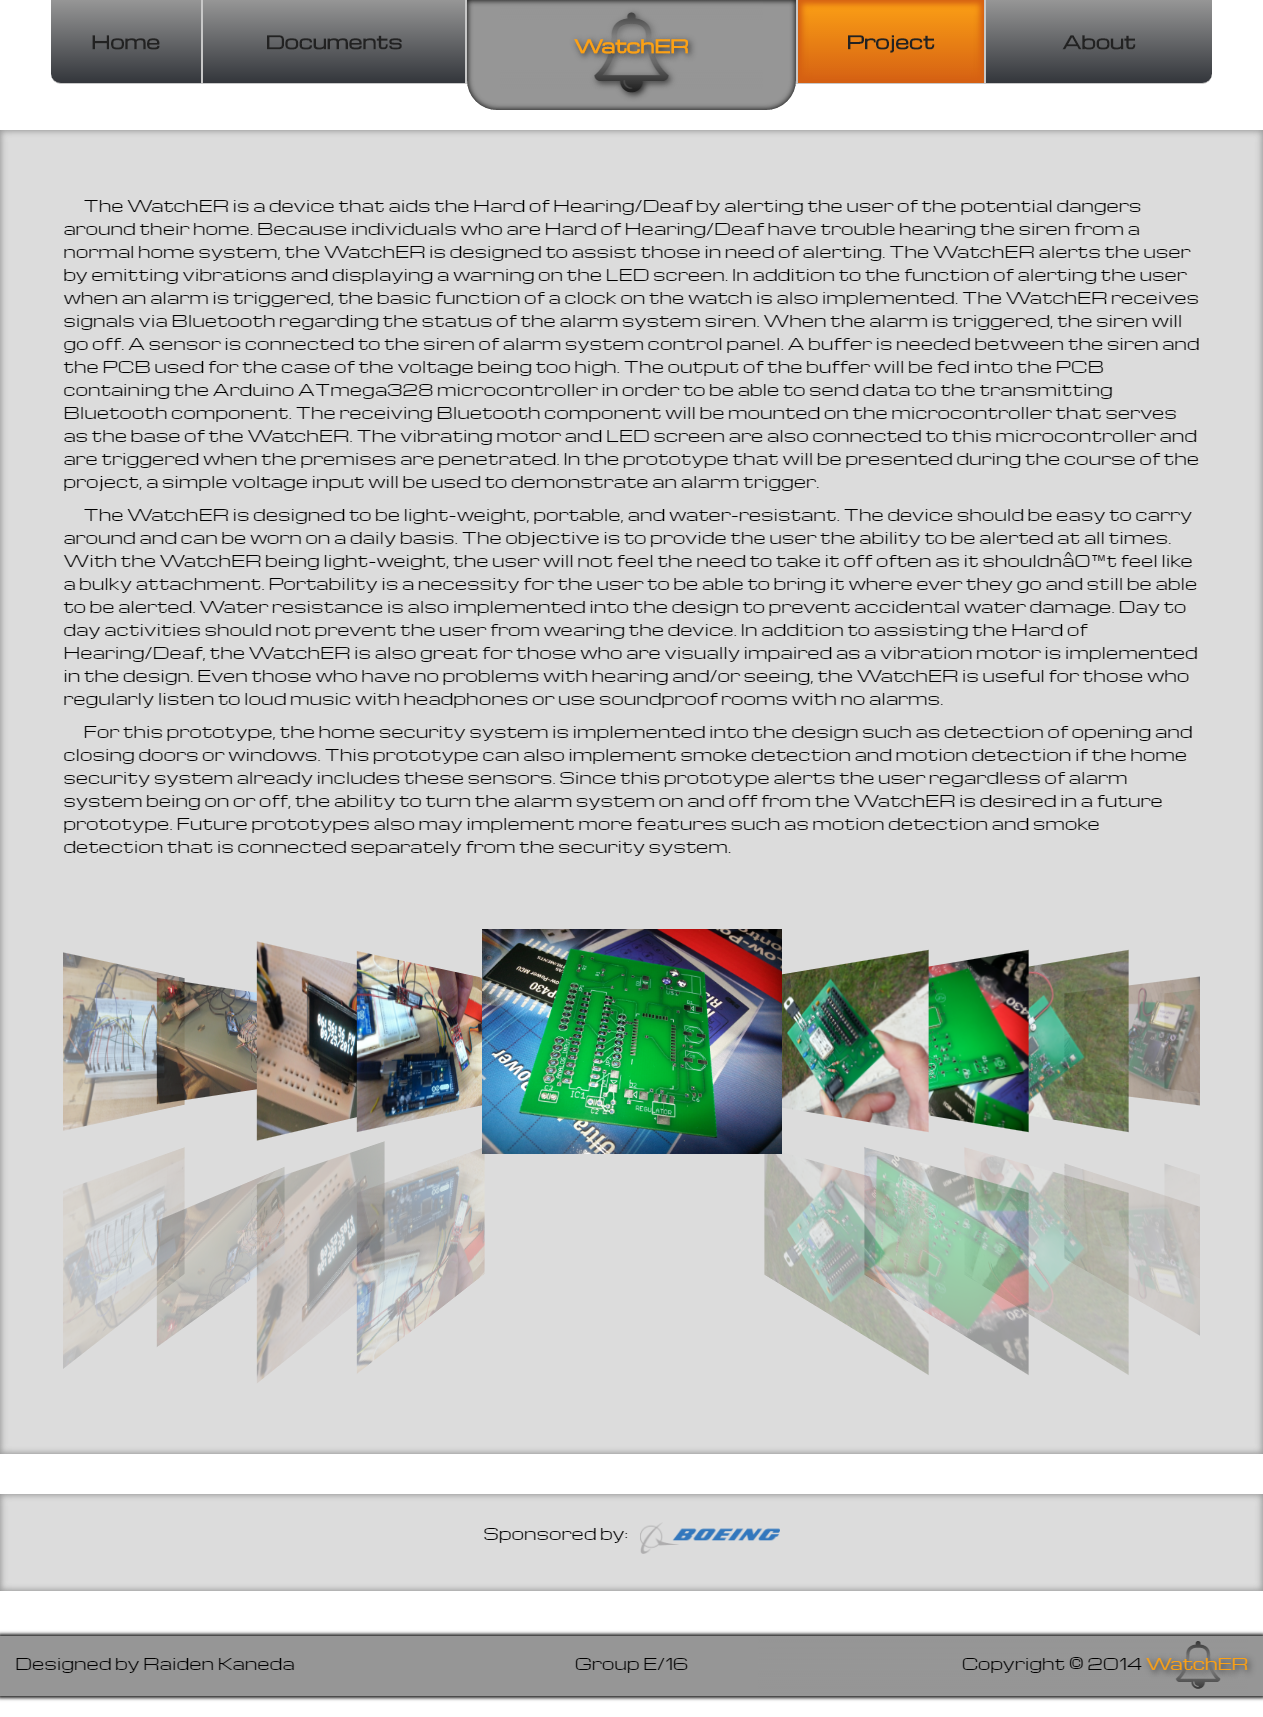 Home
Documents
WatchER
Project
About
The WatchER is a device that aids the Hard of Hearing/Deaf by alerting the user of the potential dangers
around their home. Because individuals who are Hard of Hearing/Deaf have trouble hearing the siren from a
normal home system, the WatchER is designed to assist those in need of alerting. The WatchER alerts the user
by emitting vibrations and displaying a warning on the LED screen. In addition to the function of alerting the user
when an alarm is triggered, the basic function of a clock on the watch is also implemented. The WatchER receives
signals via Bluetooth regarding the status of the alarm system siren. When the alarm is triggered, the siren will
go off. A sensor is connected to the siren of alarm system control panel. A buffer is needed between the siren and
the PCB used for the case of the voltage being too high. The output of the buffer will be fed into the PCB
containing the Arduino ATmega328 microcontroller in order to be able to send data to the transmitting
Bluetooth component. The receiving Bluetooth component will be mounted on the microcontroller that serves
as the base of the WatchER. The vibrating motor and LED screen are also connected to this microcontroller and
are triggered when the premises are penetrated. In the prototype that will be presented during the course of the
project, a simple voltage input will be used to demonstrate an alarm trigger.
The WatchER is designed to be light-weight, portable, and water-resistant. The device should be easy to carry
around and can be worn on a daily basis. The objective is to provide the user the ability to be alerted at all times.
With the WatchER being light-weight, the user will not feel the need to take it off often as it shouldnâ€™t feel like
a bulky attachment. Portability is a necessity for the user to be able to bring it where ever they go and still be able
to be alerted. Water resistance is also implemented into the design to prevent accidental water damage. Day to
day activities should not prevent the user from wearing the device. In addition to assisting the Hard of
Hearing/Deaf, the WatchER is also great for those who are visually impaired as a vibration motor is implemented
in the design. Even those who have no problems with hearing and/or seeing, the WatchER is useful for those who
regularly listen to loud music with headphones or use soundproof rooms with no alarms.
For this prototype, the home security system is implemented into the design such as detection of opening and
closing doors or windows. This prototype can also implement smoke detection and motion detection if the home
security system already includes these sensors. Since this prototype alerts the user regardless of alarm
system being on or off, the ability to turn the alarm system on and off from the WatchER is desired in a future
prototype. Future prototypes also may implement more features such as motion detection and smoke
detection that is connected separately from the security system.
P430
IC1
REGULATOR
Power
Ultra
Sponsored by:
BOEING
Designed by Raiden Kaneda
Group E/16
Copyright © 2014 WatchER